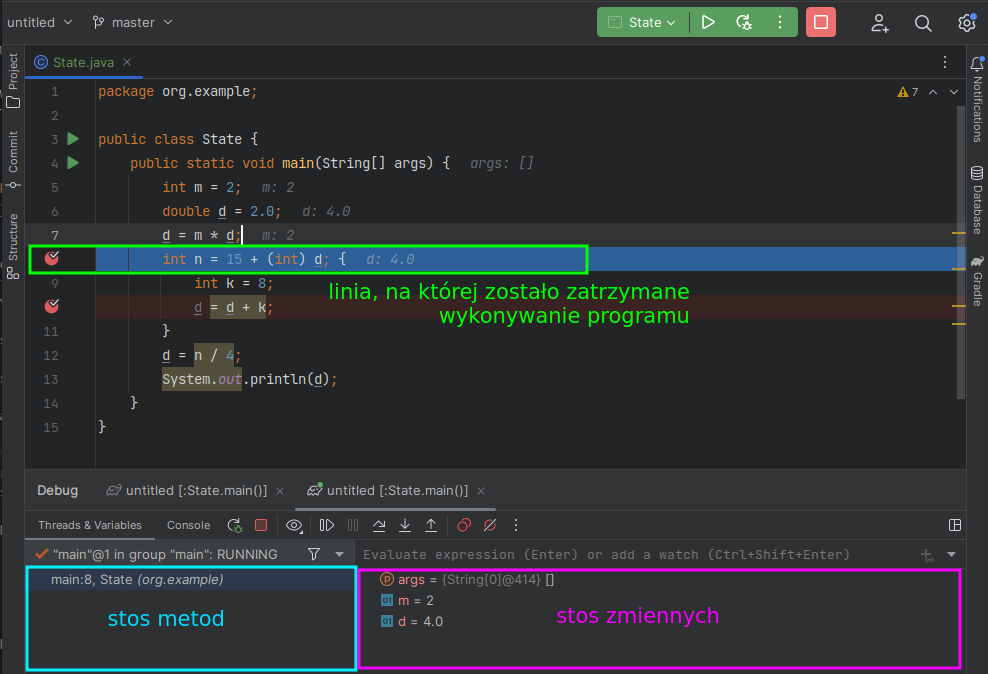 untitled master State
State.java
Project
Commit
Structure
Notifications
Database
Gradle
7
1 package org.example;
2
3 public class State {
4 public static void main(String[] args) { args: []
5 int m = 2; m: 2
6 double d = 2.0; d: 4.0
7 d = m * d; m: 2
int n = 15 + (int) d; { d: 4.0
9 int k = 8;
linia, na której zostało zatrzymane
d = d + k;
wykonywanie programu
11 }
12 d = n / 4;
13 System.out.println(d);
14 }
15 }
Debug untitled [:State.main()] untitled [:State.main()]
Threads & Variables Console
"main"@1 in group "main": RUNNING Evaluate expression (Enter) or add a watch (Ctrl+Shift+Enter)
main:8, State (org.example) args = {String[0]@414} []
m = 2
d = 4.0
stos metod stos zmiennych